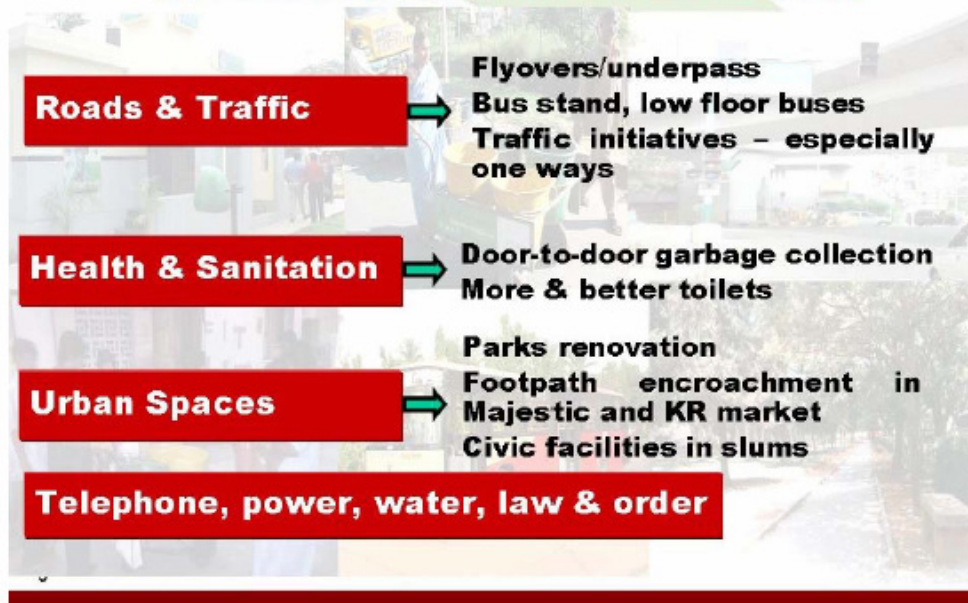 Roads & Traffic
Flyovers/underpass
Bus stand, low floor buses
Traffic initiatives – especially
one ways
Health & Sanitation
Door-to-door garbage collection
More & better toilets
Urban Spaces
Parks renovation
Footpath encroachment in
Majestic and KR market
Civic facilities in slums
Telephone, power, water, law & order